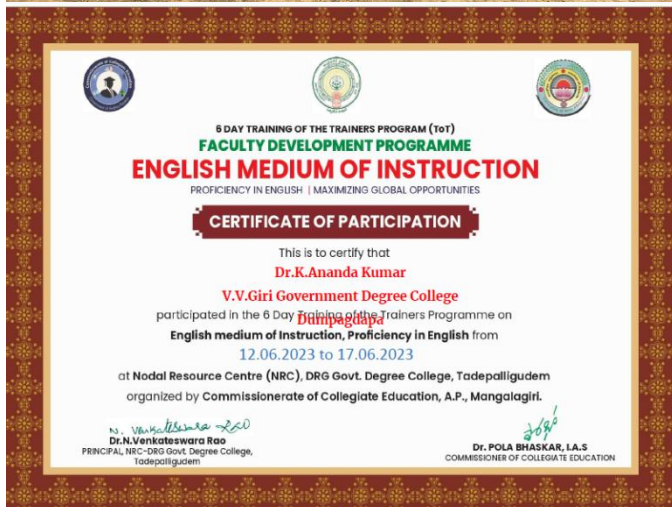 6 DAY TRAINING OF THE TRAINERS PROGRAM (ToT)
FACULTY DEVELOPMENT PROGRAMME
ENGLISH MEDIUM OF INSTRUCTION
PROFICIENCY IN ENGLISH | MAXIMIZING GLOBAL OPPORTUNITIES
CERTIFICATE OF PARTICIPATION
This is to certify that
Dr.K.Ananda Kumar
V.V.Giri Government Degree College
Dumpagdapa
participated in the 6 Day Training of the Trainers Programme on
English medium of Instruction, Proficiency in English from
12.06.2023 to 17.06.2023
at Nodal Resource Centre (NRC), DRG Govt. Degree College, Tadepalligudem
organized by Commissionerate of Collegiate Education, A.P., Mangalagiri.
N. Venkateswara Rao
Dr.N.Venkateswara Rao
PRINCIPAL, NRC-DRG Govt. Degree College,
Tadepalligudem
Dr. POLA BHASKAR, I.A.S
COMMISSIONER OF COLLEGIATE EDUCATION